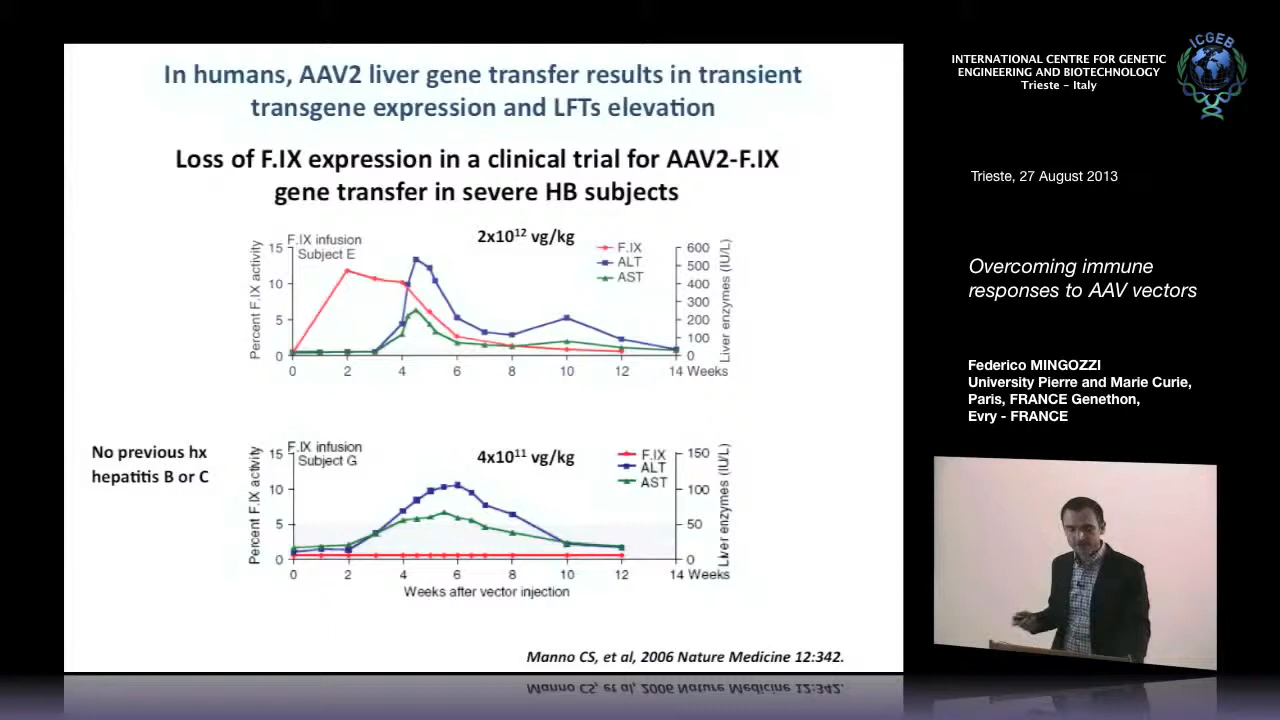 In humans, AAV2 liver gene transfer results in transient
transgene expression and LFTs elevation
Loss of F.IX expression in a clinical trial for AAV2-F.IX
gene transfer in severe HB subjects
F.IX infusion
Subject E
2x10¹² vg/kg
F.IX
ALT
AST
Percent F.IX activity
15
10
5
0
Liver enzymes (IU/L)
600
500
400
300
200
100
0
0 2 4 6 8 10 12 14 Weeks
No previous hx
hepatitis B or C
F.IX infusion
Subject G
4x10¹¹ vg/kg
F.IX
ALT
AST
Percent F.IX activity
15
10
5
0
Liver enzymes (IU/L)
150
100
50
0
0 2 4 6 8 10 12 14 Weeks
Weeks after vector injection
Manno CS, et al, 2006 Nature Medicine 12:342.
INTERNATIONAL CENTRE FOR GENETIC
ENGINEERING AND BIOTECHNOLOGY
Trieste - Italy
ICGEB
Trieste, 27 August 2013
Overcoming immune
responses to AAV vectors
Federico MINGOZZI
University Pierre and Marie Curie,
Paris, FRANCE Genethon,
Evry - FRANCE